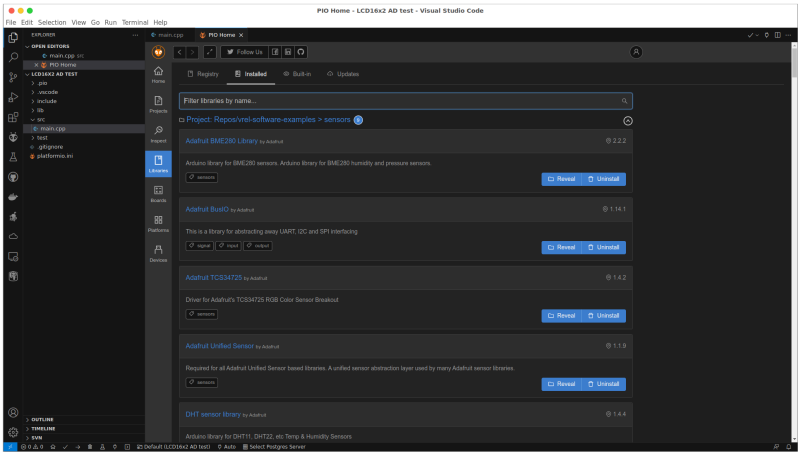 PIO Home - LCD16x2 AD test - Visual Studio Code
File Edit Selection View Go Run Terminal Help
EXPLORER
OPEN EDITORS
main.cpp src
PIO Home
LCD16X2 AD TEST
.pio
.vscode
include
lib
src
main.cpp
test
.gitignore
platformio.ini
OUTLINE
TIMELINE
SVN
main.cpp PIO Home
Follow Us
Home
Projects
Inspect
Libraries
Boards
Platforms
Devices
Registry Installed Built-in Updates
Filter libraries by name...
Project: Repos/vrel-software-examples > sensors
Adafruit BME280 Library by Adafruit 2.2.2
Arduino library for BME280 sensors. Arduino library for BME280 humidity and pressure sensors.
sensors
Reveal Uninstall
Adafruit BusIO by Adafruit 1.14.1
This is a library for abstracting away UART, I2C and SPI interfacing
signal input output
Reveal Uninstall
Adafruit TCS34725 by Adafruit 1.4.2
Driver for Adafruit's TCS34725 RGB Color Sensor Breakout
sensors
Reveal Uninstall
Adafruit Unified Sensor by Adafruit 1.1.9
Required for all Adafruit Unified Sensor based libraries. A unified sensor abstraction layer used by many Adafruit sensor libraries.
sensors
Reveal Uninstall
DHT sensor library by Adafruit 1.4.4
Arduino library for DHT11, DHT22, etc Temp & Humidity Sensors
0 0 Default (LCD16x2 AD test) Auto Select Postgres Server